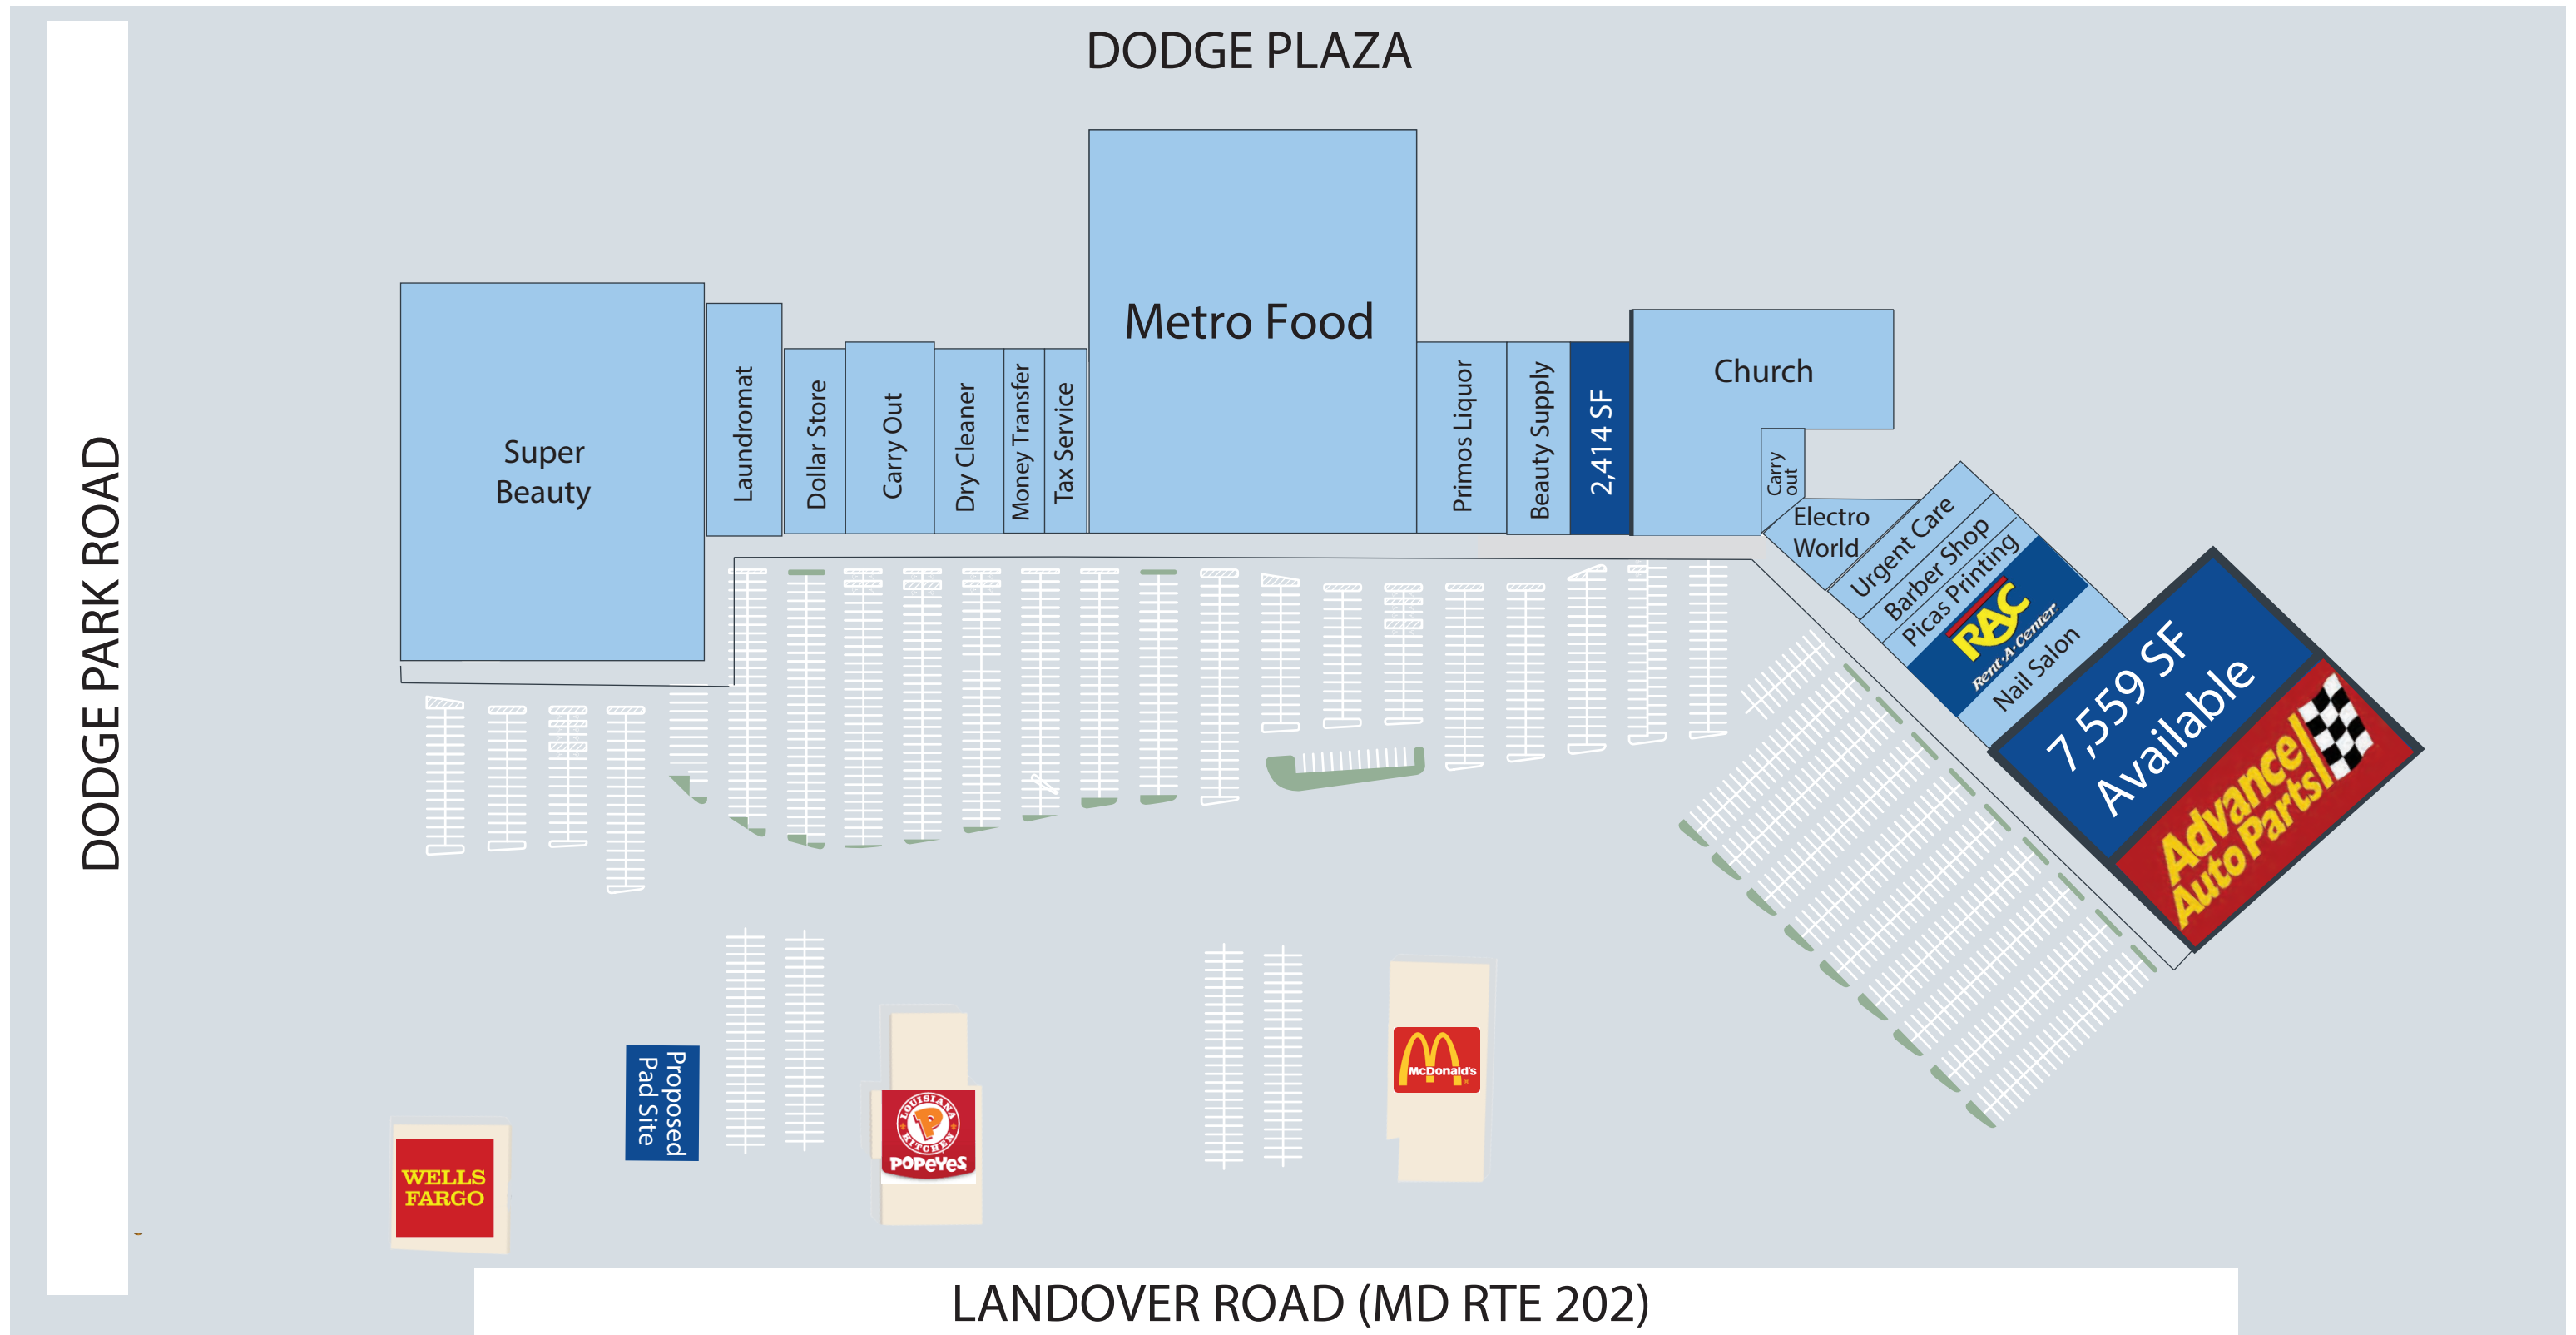 DODGE PLAZA
DODGE PARK ROAD
Super
Beauty
Laundromat
Dollar Store
Carry Out
Dry Cleaner
Money Transfer
Tax Service
Metro Food
Primos Liquor
Beauty Supply
2,414 SF
Church
Carry
out
Electro
World
Urgent Care
Barber Shop
Picas Printing
RAC
Rent-A-Center
Nail Salon
7,559 SF
Available
Advance
Auto Parts
WELLS
FARGO
Proposed
Pad Site
LOUISIANA
P
KITCHEN
POPEYES
McDonald's
LANDOVER ROAD (MD RTE 202)